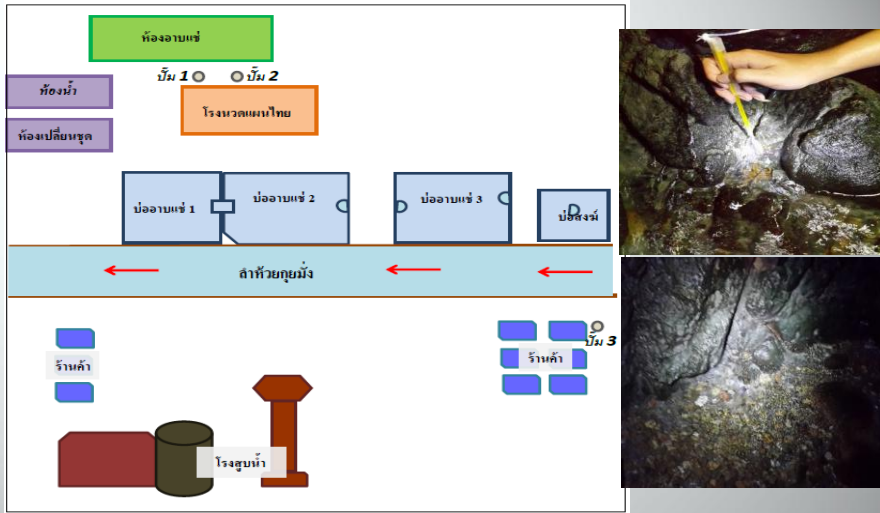 ห้องอาบแช่
ปั๊ม 1
ปั๊ม 2
ห้องน้ำ
โรงนวดแผนไทย
ห้องเปลี่ยนชุด
บ่ออาบแช่ 1
บ่ออาบแช่ 2
บ่ออาบแช่ 3
บ่อสงฆ์
ลำห้วยกุยมั่ง
ปั๊ม 3
ร้านค้า
ร้านค้า
โรงสูบน้ำ